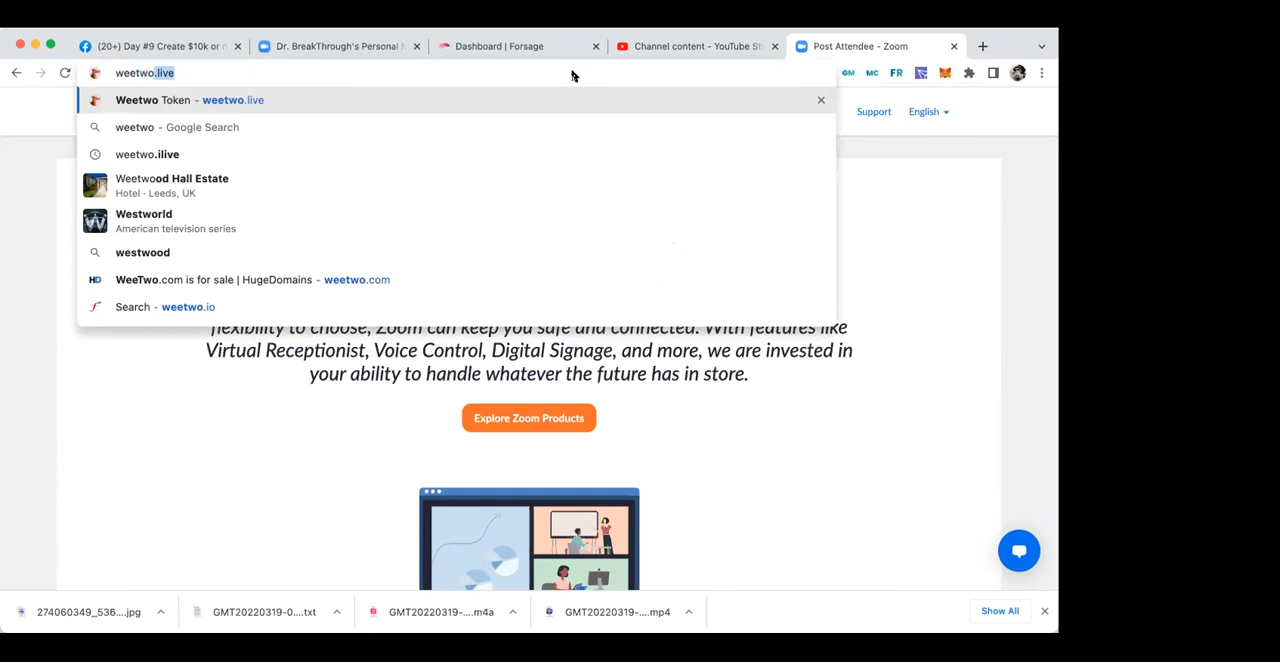 (20+) Day #9 Create $10k or
Dr. BreakThrough's Personal
Dashboard | Forsage
Channel content - YouTube St
Post Attendee - Zoom
weetwo.live
GM MC FR
Weetwo Token - weetwo.live
weetwo - Google Search
weetwo.ilive
Weetwood Hall Estate
Hotel · Leeds, UK
Westworld
American television series
westwood
HD WeeTwo.com is for sale | HugeDomains - weetwo.com
Search - weetwo.io
Support English
flexibility to choose, Zoom can keep you safe and connected. With features like
Virtual Receptionist, Voice Control, Digital Signage, and more, we are invested in
your ability to handle whatever the future has in store.
Explore Zoom Products
274060349_536....jpg
GMT20220319-0....txt
GMT20220319-....m4a
GMT20220319-....mp4
Show All